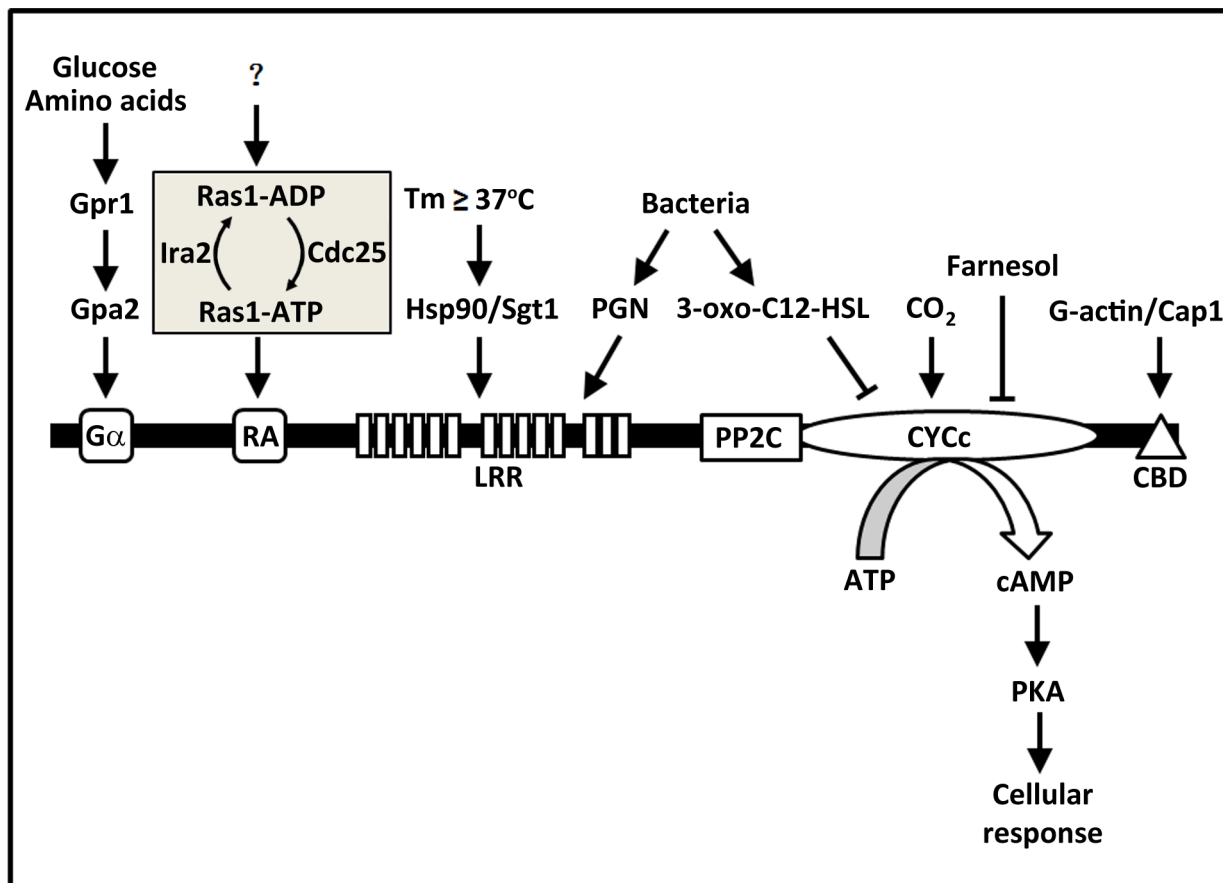 Glucose
Amino acids
?
Gpr1
Ras1-ADP
Tm ≥ 37°C
Bacteria
Ira2
Cdc25
Farnesol
Gpa2
Ras1-ATP
Hsp90/Sgt1
PGN
3-oxo-C12-HSL
CO₂
G-actin/Cap1
Gα
RA
LRR
PP2C
CYCc
CBD
ATP
cAMP
PKA
Cellular
response